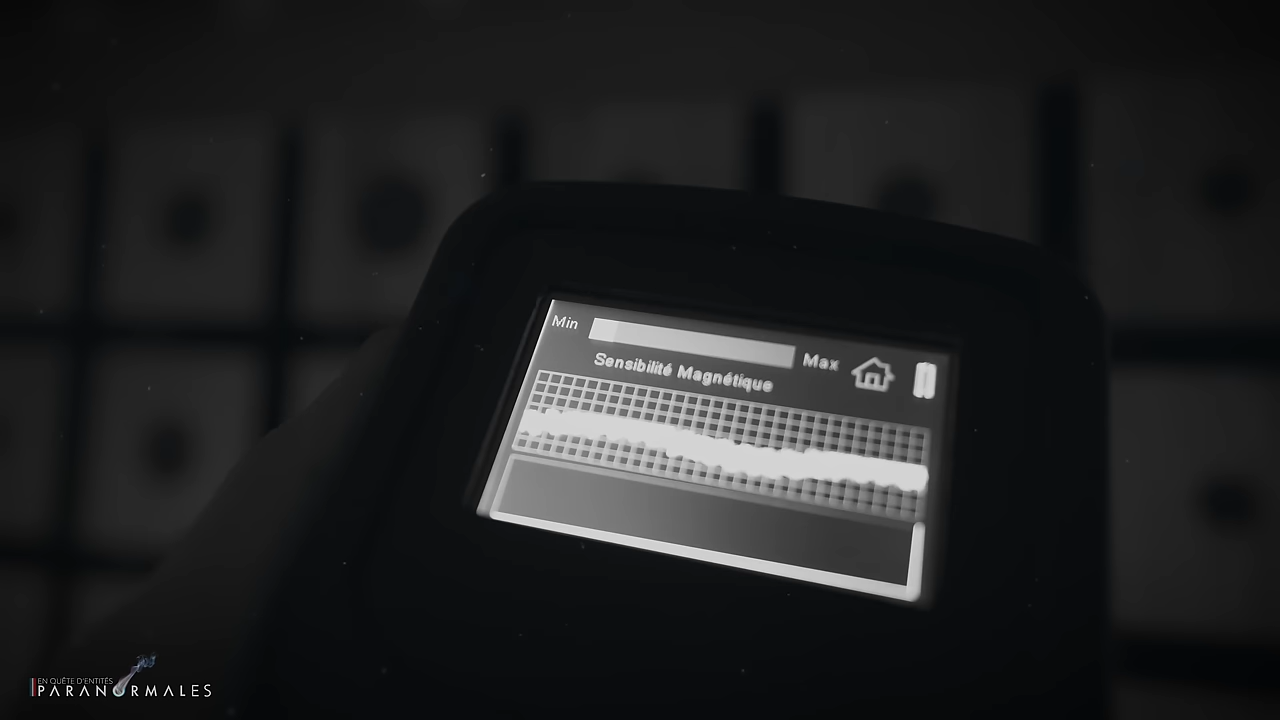 Min
Max
Sensibilité Magnétique
EN QUÊTE D'ENTITÉS
PARANORMALES